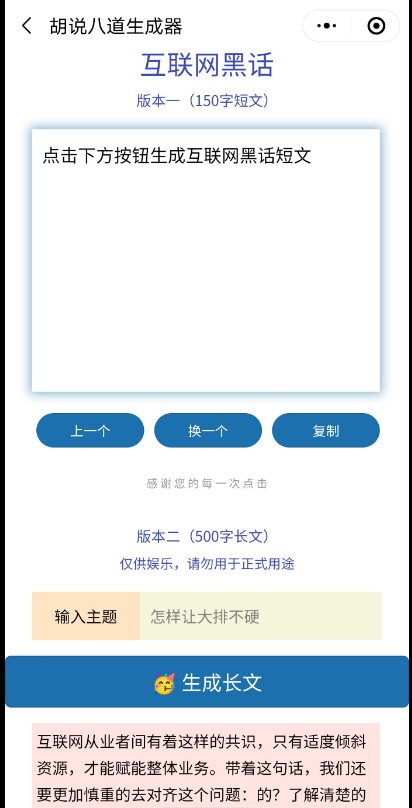 胡说八道生成器
互联网黑话
版本一（150字短文）
点击下方按钮生成互联网黑话短文
上一个
换一个
复制
感谢您的每一次点击
版本二（500字长文）
仅供娱乐，请勿用于正式用途
输入主题
怎样让大排不硬
生成长文
互联网从业者间有着这样的共识，只有适度倾斜
资源，才能赋能整体业务。带着这句话，我们还
要更加慎重的去对齐这个问题：的？了解清楚的